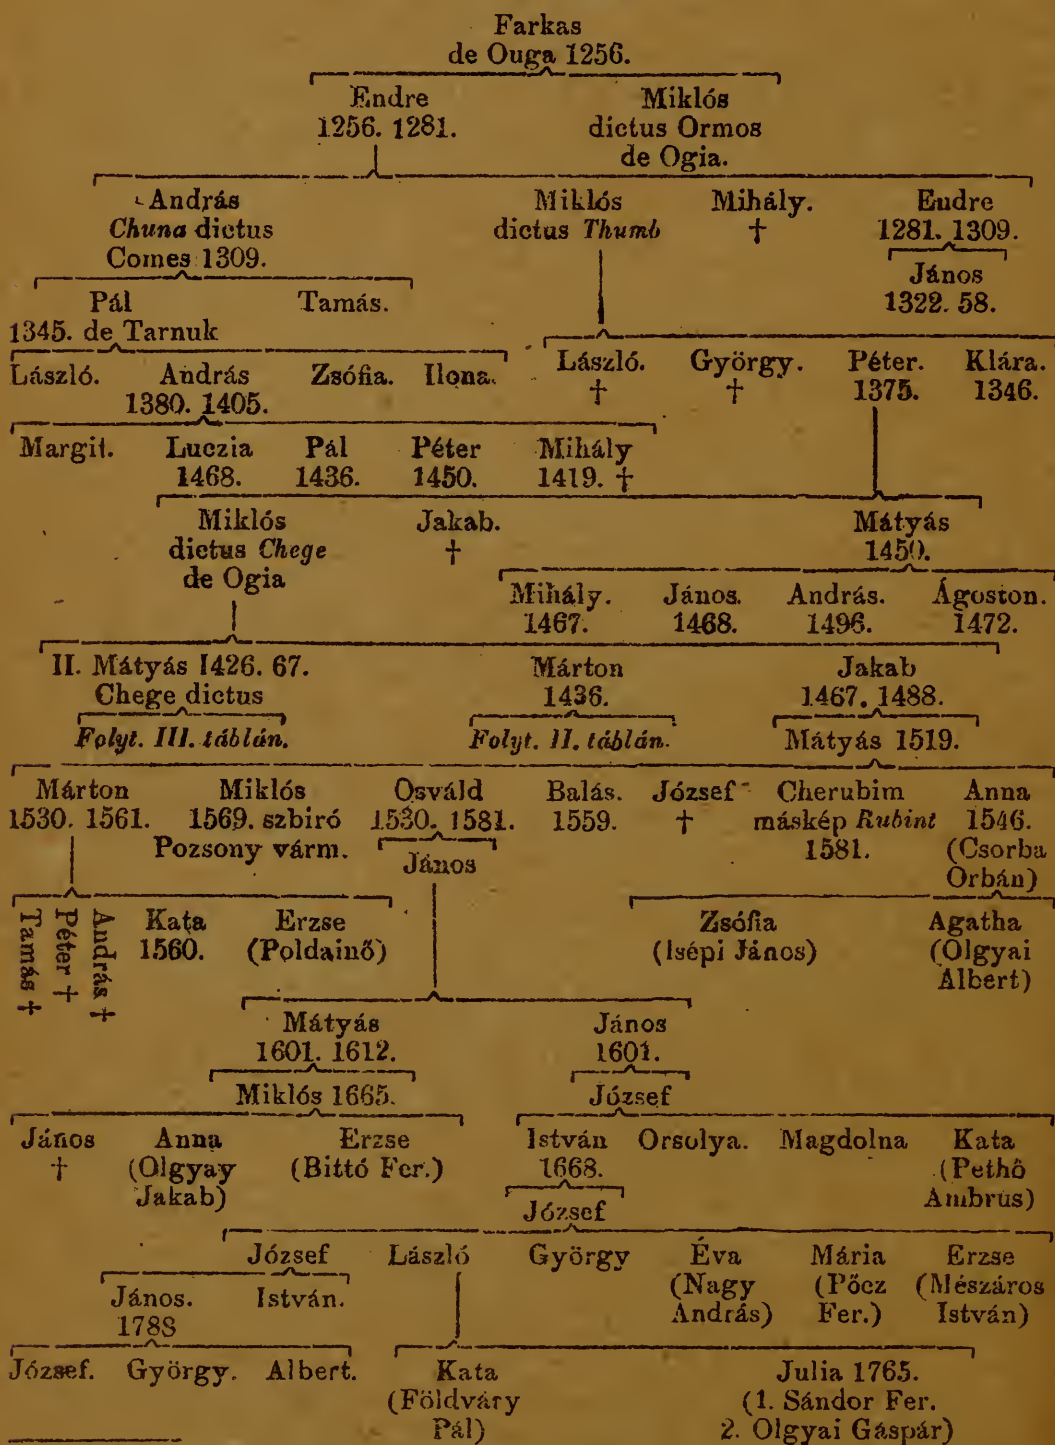 Farkas
de Ouga 1256.
Endre Miklós
1256. 1281. dictus Ormos
de Ogia.
András Miklós Mihály. Endre
Chuna dictus dictus Thumb † 1281. 1309.
Comes 1309. János
Pál Tamás. 1322. 58.
1345. de Tarnuk
László. András Zsófia. Ilona. László. György. Péter. Klára.
1380. 1405. † † 1375. 1346.
Margit. Luczia Pál Péter Mihály
1468. 1436. 1450. 1419. †
Miklós Jakab. Mátyás
dictus Chege † 1450.
de Ogia
Mihály. János. András. Ágoston.
1467. 1468. 1496. 1472.
II. Mátyás 1426. 67. Márton Jakab
Chege dictus 1436. 1467. 1488.
Folyt. III. táblán. Folyt. II. táblán. Mátyás 1519.
Márton Miklós Osváld Balás. József Cherubim Anna
1530. 1561. 1569. szbiró 1530. 1581. 1559. † máskép Rubint 1546.
Pozsony várm. János 1581. (Csorba
Orbán)
András †
Péter †
Tamás †
Kata Erzse Zsófia Agatha
1560. (Poldainő) (Isépi János) (Olgyai
Albert)
Mátyás János
1601. 1612. 1601.
Miklós 1665. József
János Anna Erzse István Orsolya. Magdolna Kata
† (Olgyay (Bittó Fer.) 1668. (Pethő
Jakab) József Ambrus)
József László György Éva Mária Erzse
(Nagy (Pőcz (Mészáros
János. István. András) Fer.) István)
1788
József. György. Albert. Kata Julia 1765.
(Földváry (1. Sándor Fer.
Pál) 2. Olgyai Gáspár)